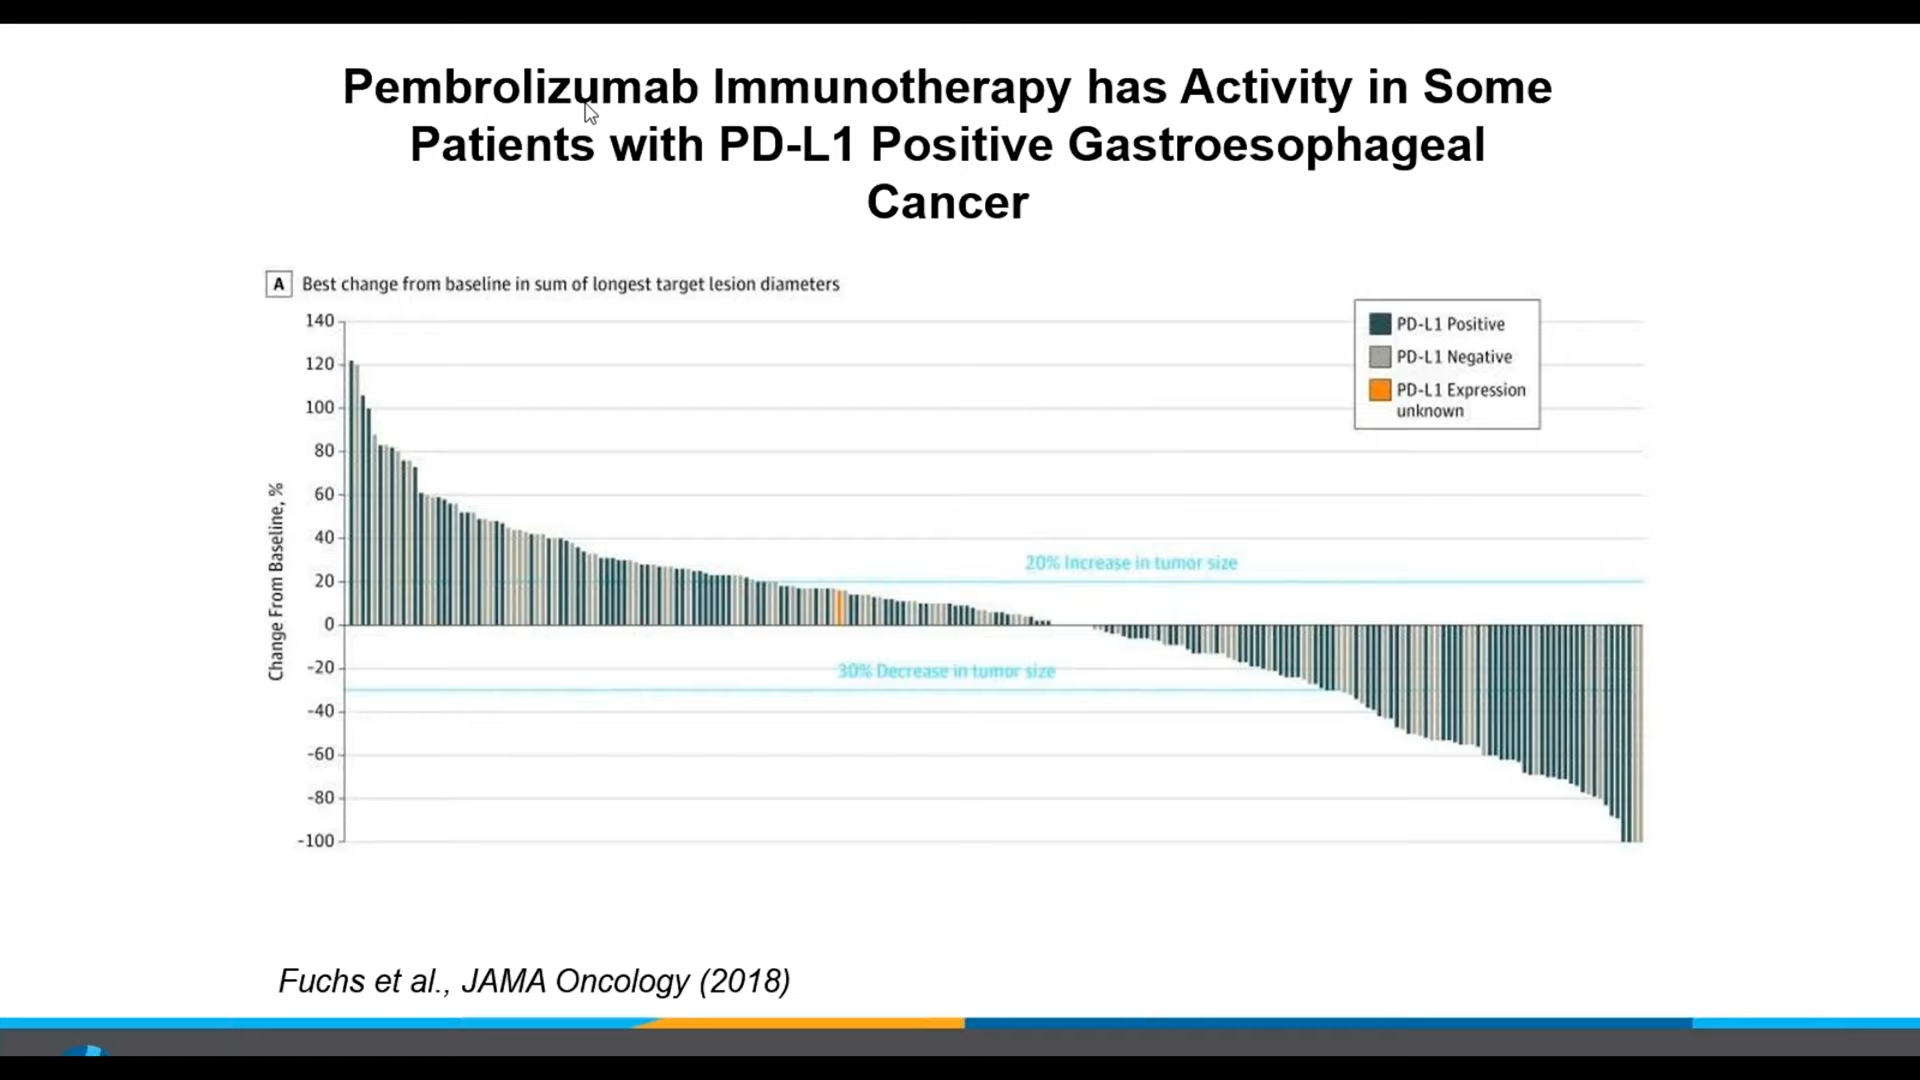 Pembrolizumab Immunotherapy has Activity in Some
Patients with PD-L1 Positive Gastroesophageal
Cancer
A Best change from baseline in sum of longest target lesion diameters
140
120
100
80
60
40
20
0
-20
-40
-60
-80
-100
Change From Baseline, %
PD-L1 Positive
PD-L1 Negative
PD-L1 Expression
unknown
20% Increase in tumor size
30% Decrease in tumor size
Fuchs et al., JAMA Oncology (2018)